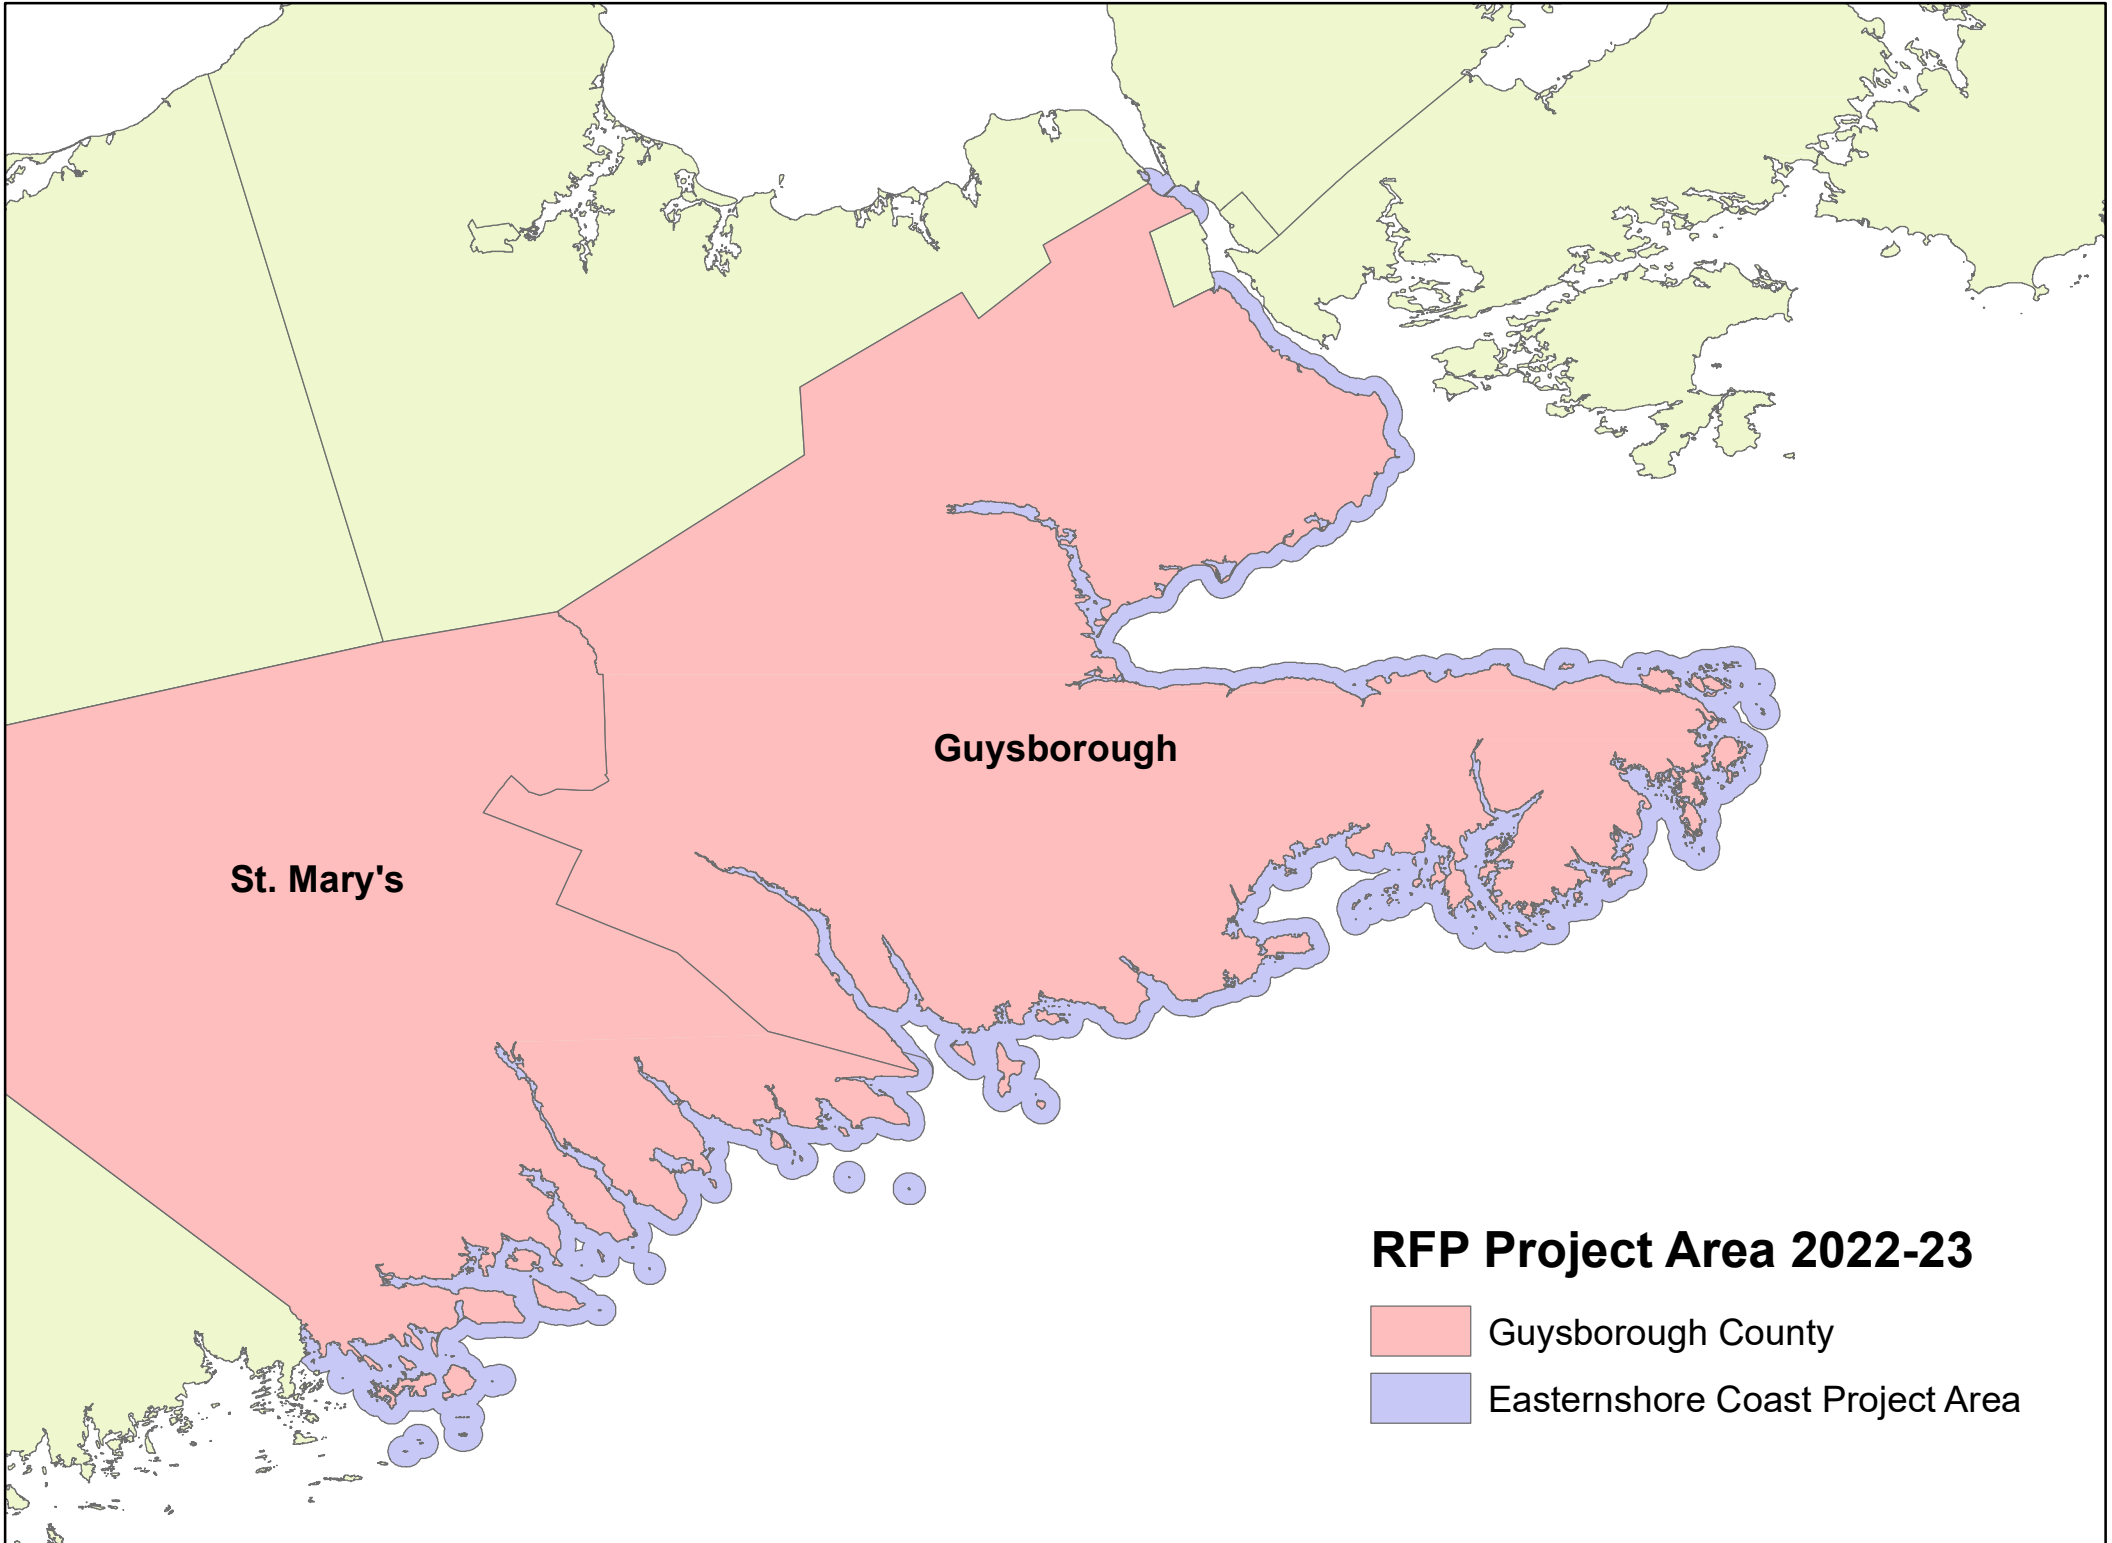 Guysborough
St. Mary's
RFP Project Area 2022-23
Guysborough County
Easternshore Coast Project Area